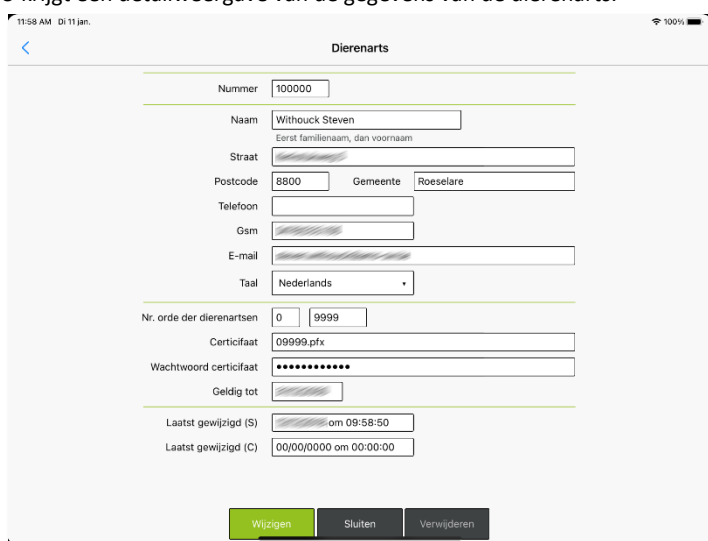 U krijgt een detailweergave van de gegevens van de dierenarts.
11:58 AM Di 11 jan. 100%
Dierenarts
Nummer 100000
Naam Withouck Steven
Eerst familienaam, dan voornaam
Straat
Postcode 8800 Gemeente Roeselare
Telefoon
Gsm
E-mail
Taal Nederlands
Nr. orde der dierenartsen 0 9999
Certificaat 09999.pfx
Wachtwoord certificaat ••••••••••••
Geldig tot
Laatst gewijzigd (S) om 09:58:50
Laatst gewijzigd (C) 00/00/0000 om 00:00:00
Wijzigen Sluiten Verwijderen